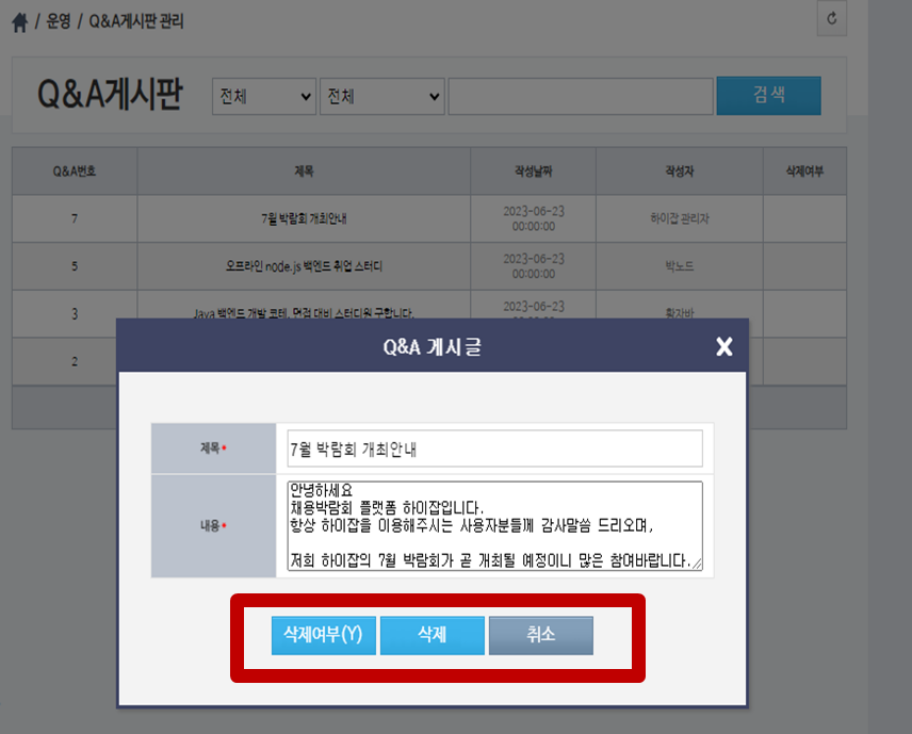 / 운영 / Q&A게시판 관리
Q&A게시판 전체 전체 검색
Q&A번호 제목 작성날짜 작성자 삭제여부
7 7월 박람회 개최안내 2023-06-23 00:00:00 하이잡 관리자
5 오프라인 node.js 백엔드 취업 스터디 2023-06-23 00:00:00 박노드
3 Java 백엔드 개발 코테, 면접 대비 스터디원 구합니다. 2023-06-23 황자바
2
Q&A 게시글 X
제목* 7월 박람회 개최안내
내용* 안녕하세요
채용박람회 플랫폼 하이잡입니다.
항상 하이잡을 이용해주시는 사용자분들께 감사말씀 드리오며,
저희 하이잡의 7월 박람회가 곧 개최될 예정이니 많은 참여바랍니다.
삭제여부(Y) 삭제 취소